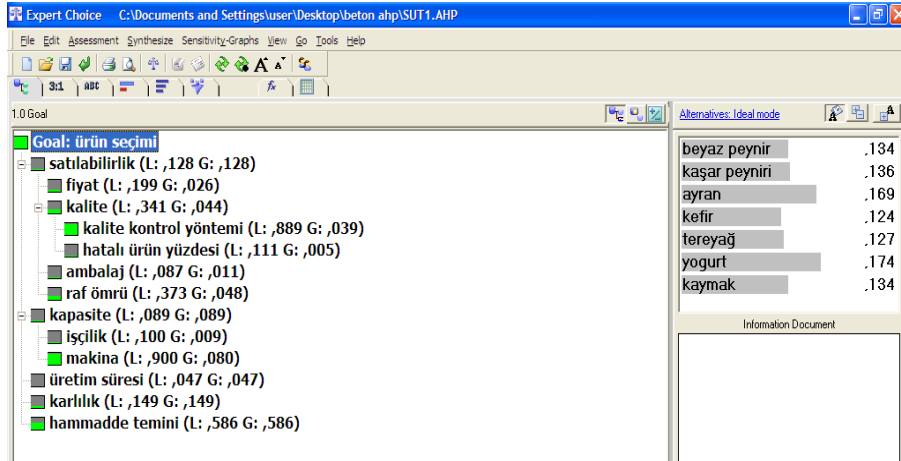 Expert Choice C:\Documents and Settings\user\Desktop\beton ahp\SUT1.AHP
File Edit Assessment Synthesize Sensitivity-Graphs View Go Tools Help
3:1 ABC fx
1.0 Goal
Goal: ürün seçimi
satılabilirlik (L: ,128 G: ,128)
fiyat (L: ,199 G: ,026)
kalite (L: ,341 G: ,044)
kalite kontrol yöntemi (L: ,889 G: ,039)
hatalı ürün yüzdesi (L: ,111 G: ,005)
ambalaj (L: ,087 G: ,011)
raf ömrü (L: ,373 G: ,048)
kapasite (L: ,089 G: ,089)
işçilik (L: ,100 G: ,009)
makina (L: ,900 G: ,080)
üretim süresi (L: ,047 G: ,047)
karlılık (L: ,149 G: ,149)
hammadde temini (L: ,586 G: ,586)
Alternatives: Ideal mode
beyaz peynir ,134
kaşar peyniri ,136
ayran ,169
kefir ,124
tereyağ ,127
yogurt ,174
kaymak ,134
Information Document